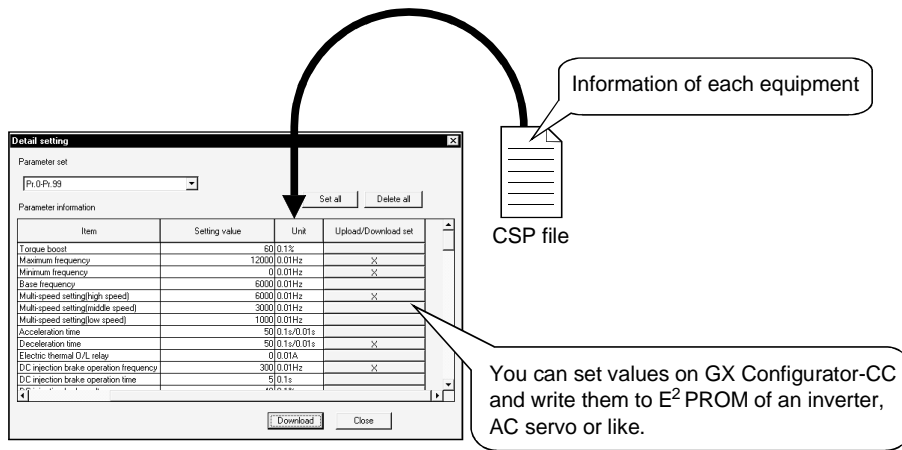 Information of each equipment
CSP file
Detail setting
X
Parameter set
Pr.0-Pr.99
Set all Delete all
Parameter information
Item Setting value Unit Upload/Download set
Torque boost 60 0.1%
Maximum frequency 12000 0.01Hz X
Minimum frequency 0 0.01Hz X
Base frequency 6000 0.01Hz
Multi-speed setting(high speed) 6000 0.01Hz X
Multi-speed setting(middle speed) 3000 0.01Hz
Multi-speed setting(low speed) 1000 0.01Hz
Acceleration time 50 0.1s/0.01s
Deceleration time 50 0.1s/0.01s X
Electric thermal O/L relay 0 0.01A
DC injection brake operation frequency 300 0.01Hz X
DC injection brake operation time 5 0.1s
Download Close
You can set values on GX Configurator-CC
and write them to E² PROM of an inverter,
AC servo or like.